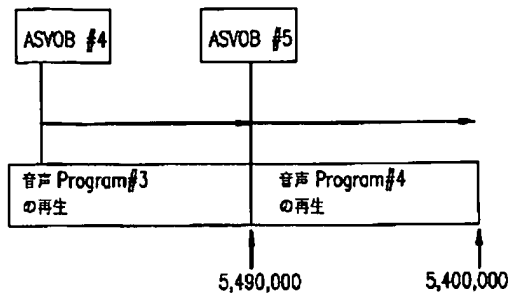 ASVOB #4
ASVOB #5
音声 Program#3
の再生
音声 Program#4
の再生
5,490,000
5,400,000